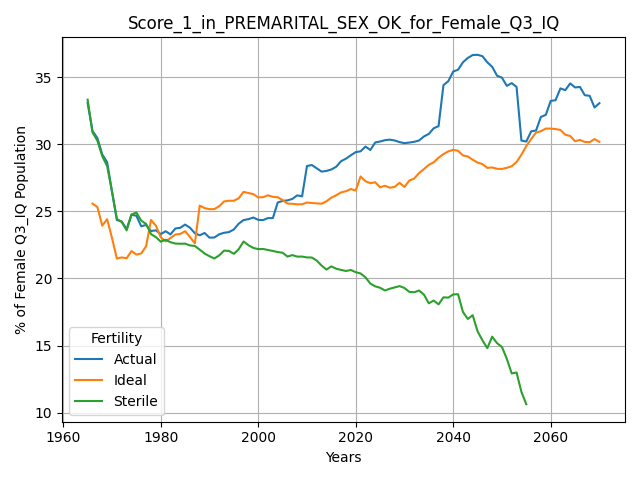 Score_1_in_PREMARITAL_SEX_OK_for_Female_Q3_IQ
% of Female Q3_IQ Population
35
30
25
20
15
10
Fertility
Actual
Ideal
Sterile
1960 1980 2000 2020 2040 2060
Years